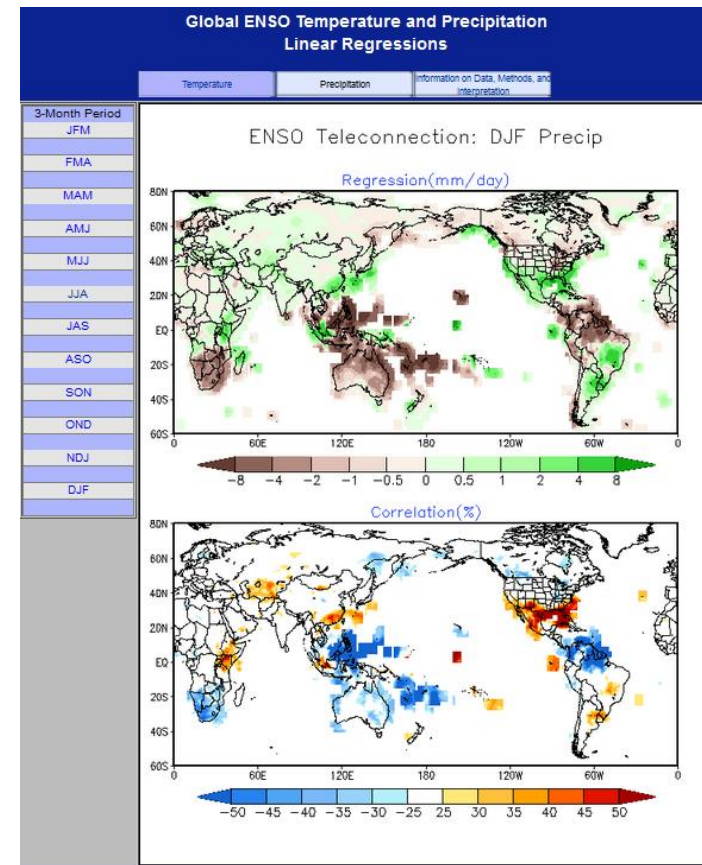 Global ENSO Temperature and Precipitation
Linear Regressions
Temperature
Precipitation
Information on Data, Methods, and
Interpretation
3-Month Period
JFM
FMA
MAM
AMJ
MJJ
JJA
JAS
ASO
SON
OND
NDJ
DJF
ENSO Teleconnection: DJF Precip
Regression(mm/day)
80N
60N
40N
20N
EQ
20S
40S
60S
0 60E 120E 180 120W 60W 0
-8 -4 -2 -1 -0.5 0 0.5 1 2 4 8
Correlation(%)
80N
60N
40N
20N
EQ
20S
40S
60S
0 60E 120E 180 120W 60W 0
-50 -45 -40 -35 -30 -25 25 30 35 40 45 50